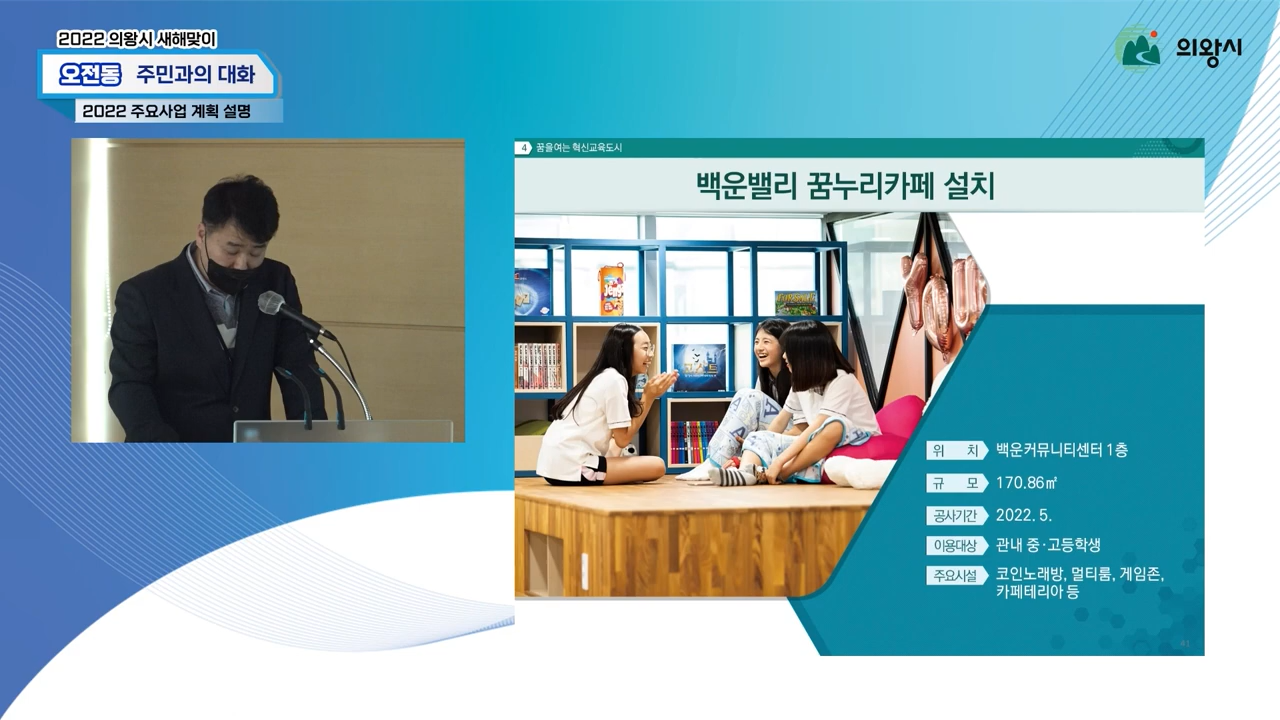 2022 의왕시 새해맞이
오전동 주민과의 대화
2022 주요사업 계획 설명
의왕시
4 꿈을여는 혁신교육도시
백운밸리 꿈누리카페 설치
위 치 백운커뮤니티센터 1층
규 모 170.86㎡
공사기간 2022. 5.
이용대상 관내 중·고등학생
주요시설 코인노래방, 멀티룸, 게임존,
카페테리아 등